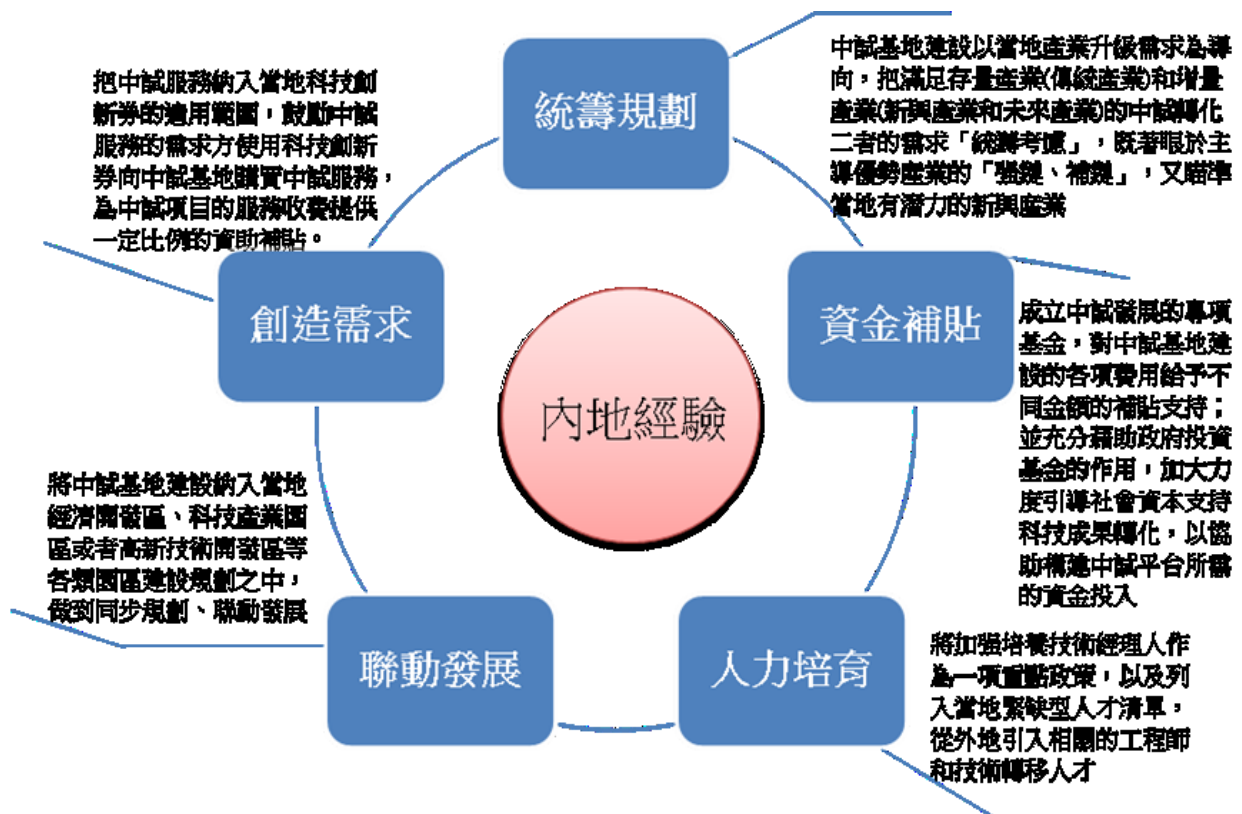 統籌規劃
中試基地建設以當地產業升級需求為導
向，把滿足存量產業(傳統產業)和增量
產業(新興產業和未來產業)的中試轉化
二者的需求「統籌考慮」，既著眼於主
導優勢産業的「强鏈、補鏈」，又瞄準
當地有潛力的新興産業
資金補貼
成立中試發展的專項
基金，對中試基地建
設的各項費用給予不
同金額的補貼支持；
並充分藉助政府投資
基金的作用，加大力
度引導社會資本支持
科技成果轉化，以協
助構建中試平台所需
的資金投入
人力培育
將加强培養技術經理人作
為一項重點政策，以及列
入當地緊缺型人才清單，
從外地引入相關的工程師
和技術轉移人才
聯動發展
將中試基地建設納入當地
經濟開發區、科技產業園
區或者高新技術開發區等
各類園區建設規劃之中，
做到同步規劃、聯動發展
創造需求
把中試服務納入當地科技創
新券的適用範圍，鼓勵中試
服務的需求方使用科技創新
券向中試基地購買中試服務，
為中試項目的服務收費提供
一定比例的資助補貼。
內地經驗